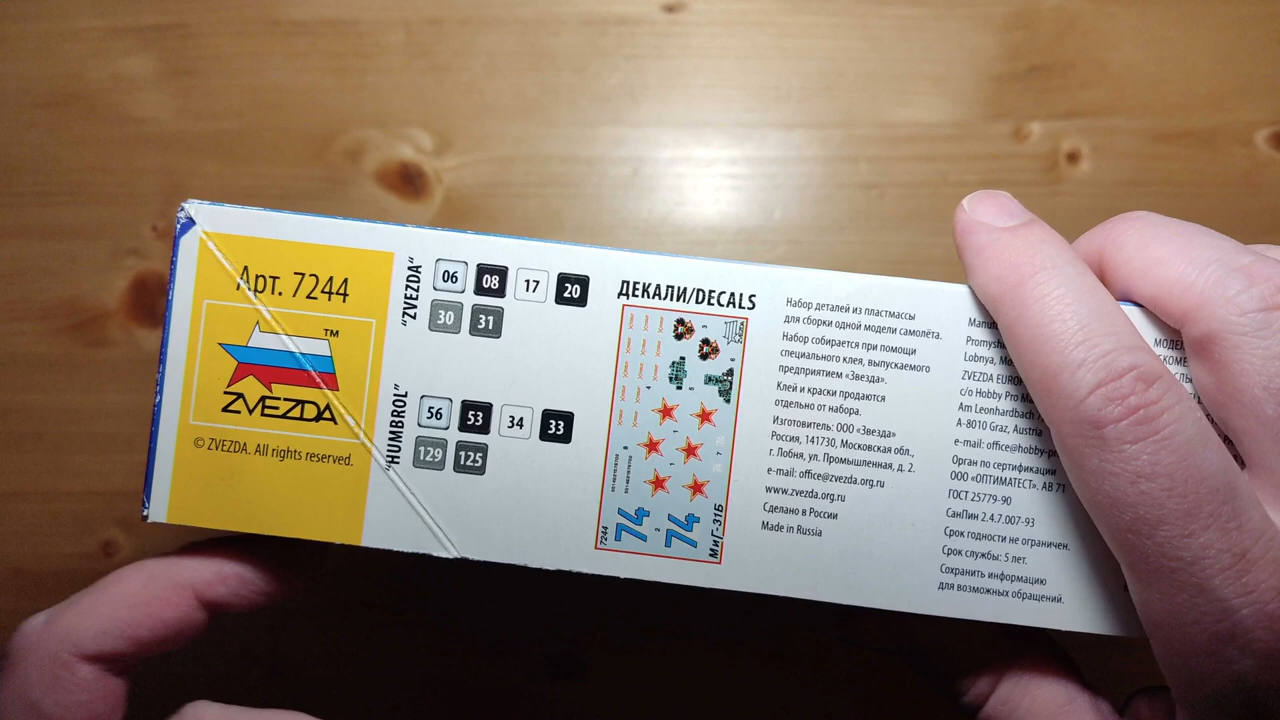 Арт. 7244
TM
ZVEZDA
© ZVEZDA. All rights reserved.
"ZVEZDA"
06 08 17 20
30 31
"HUMBROL"
56 53 34 33
129 125
ДЕКАЛИ/DECALS
74 74
7244
МиГ-31Б
Набор деталей из пластмассы
для сборки одной модели самолёта.
Набор собирается при помощи
специального клея, выпускаемого
предприятием «Звезда».
Клей и краски продаются
отдельно от набора.
Изготовитель: ООО «Звезда»
Россия, 141730, Московская обл.,
г. Лобня, ул. Промышленная, д. 2.
e-mail: office@zvezda.org.ru
www.zvezda.org.ru
Сделано в России
Made in Russia
Manuf
Promysh
Lobnya, Mo
ZVEZDA EURO
c/o Hobby Pro Ma
Am Leonhardbach
A-8010 Graz, Austria
e-mail: office@hobby-p
Орган по сертификации
ООО «ОПТИМАТЕСТ». АВ 71
ГОСТ 25779-90
СанПин 2.4.7.007-93
Срок годности не ограничен.
Срок службы: 5 лет.
Сохранить информацию
для возможных обращений.